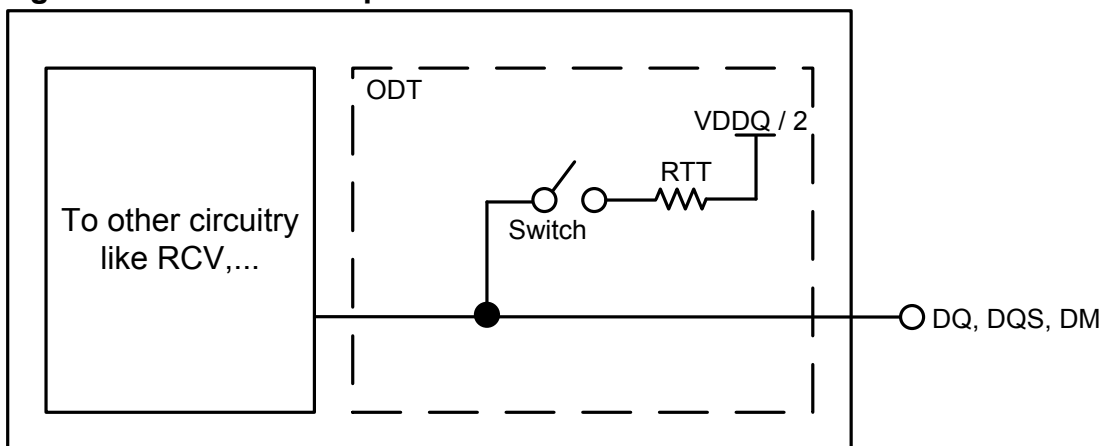 ODT
VDDQ / 2
RTT
Switch
To other circuitry
like RCV,...
DQ, DQS, DM